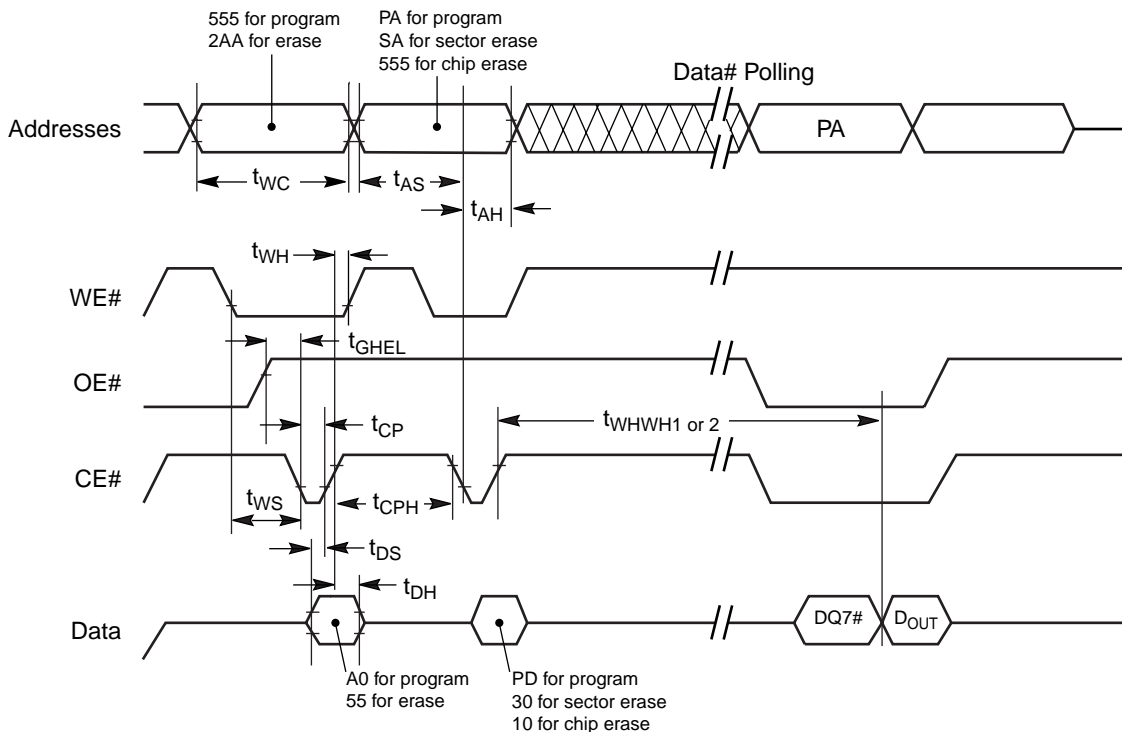 555 for program
2AA for erase
PA for program
SA for sector erase
555 for chip erase
Data# Polling
Addresses
PA
tWC
tAS
tAH
tWH
WE#
tGHEL
OE#
tCP
tWHWH1 or 2
CE#
tWS
tCPH
tDS
tDH
Data
DQ7#
DOUT
A0 for program
55 for erase
PD for program
30 for sector erase
10 for chip erase